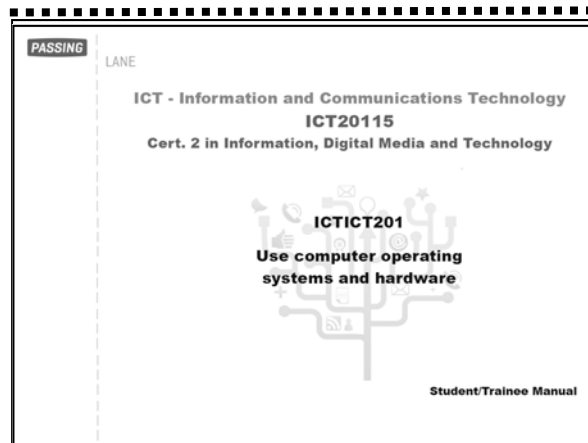 PASSING
LANE
ICT - Information and Communications Technology
ICT20115
Cert. 2 in Information, Digital Media and Technology
ICTICT201
Use computer operating
systems and hardware
Student/Trainee Manual